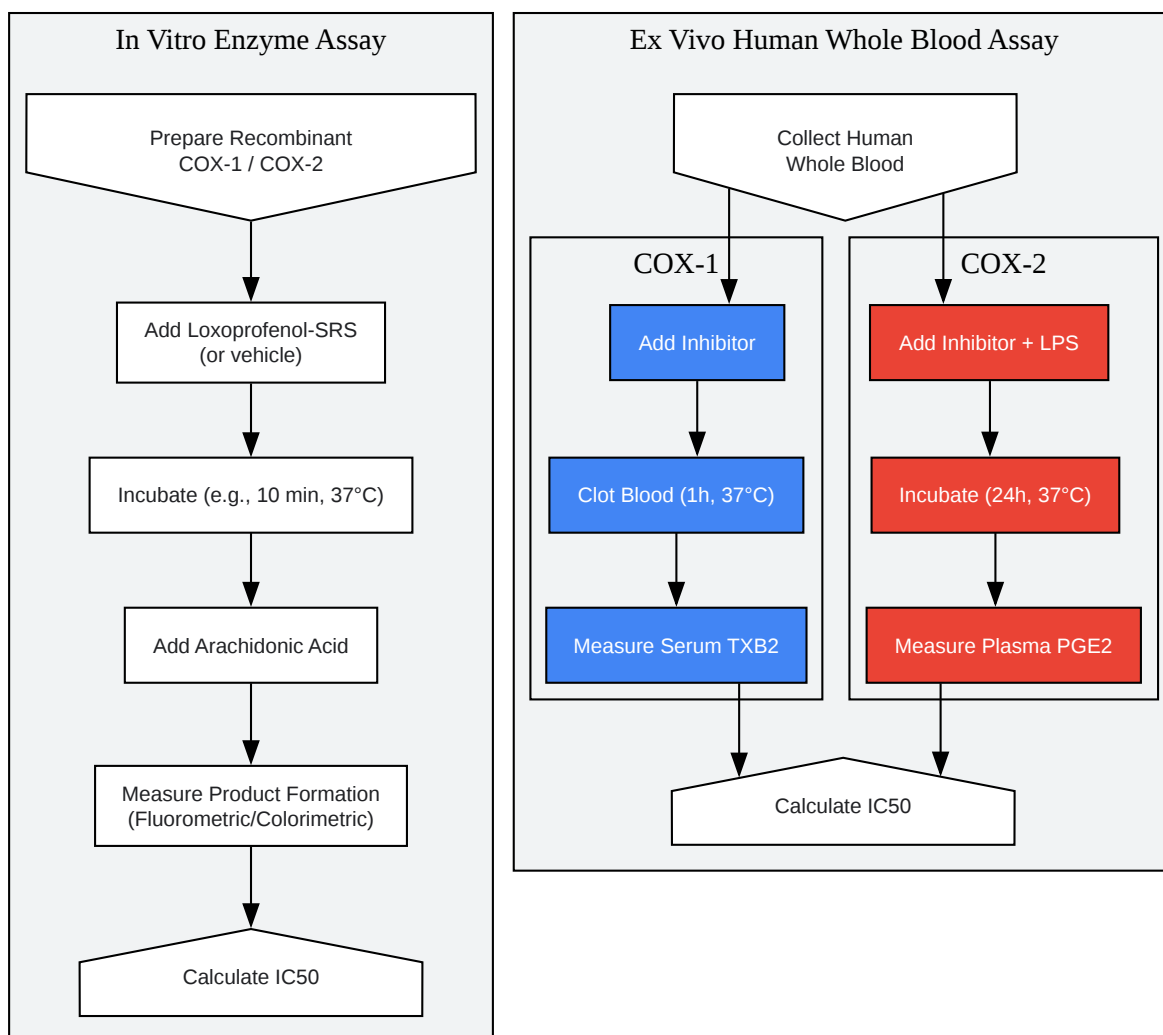 In Vitro Enzyme Assay
Prepare Recombinant
COX-1 / COX-2
Add Loxoprofenol-SRS
(or vehicle)
Incubate (e.g., 10 min, 37°C)
Add Arachidonic Acid
Measure Product Formation
(Fluorometric/Colorimetric)
Calculate IC50
Ex Vivo Human Whole Blood Assay
Collect Human
Whole Blood
COX-1
Add Inhibitor
Clot Blood (1h, 37°C)
Measure Serum TXB2
COX-2
Add Inhibitor + LPS
Incubate (24h, 37°C)
Measure Plasma PGE2
Calculate IC50